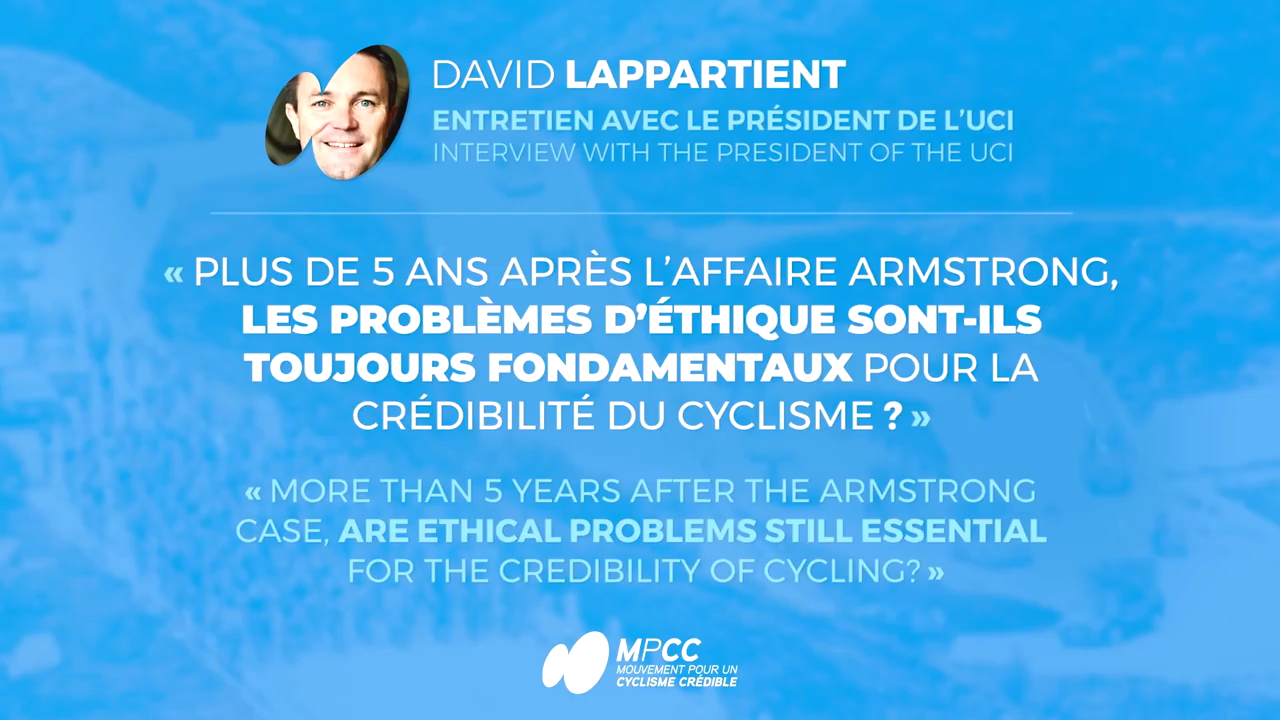 DAVID LAPPARTIENT
ENTRETIEN AVEC LE PRÉSIDENT DE L'UCI
INTERVIEW WITH THE PRESIDENT OF THE UCI
« PLUS DE 5 ANS APRÈS L'AFFAIRE ARMSTRONG,
LES PROBLÈMES D'ÉTHIQUE SONT-ILS
TOUJOURS FONDAMENTAUX POUR LA
CRÉDIBILITÉ DU CYCLISME ? »
« MORE THAN 5 YEARS AFTER THE ARMSTRONG
CASE, ARE ETHICAL PROBLEMS STILL ESSENTIAL
FOR THE CREDIBILITY OF CYCLING? »
MPCC
MOUVEMENT POUR UN
CYCLISME CRÉDIBLE